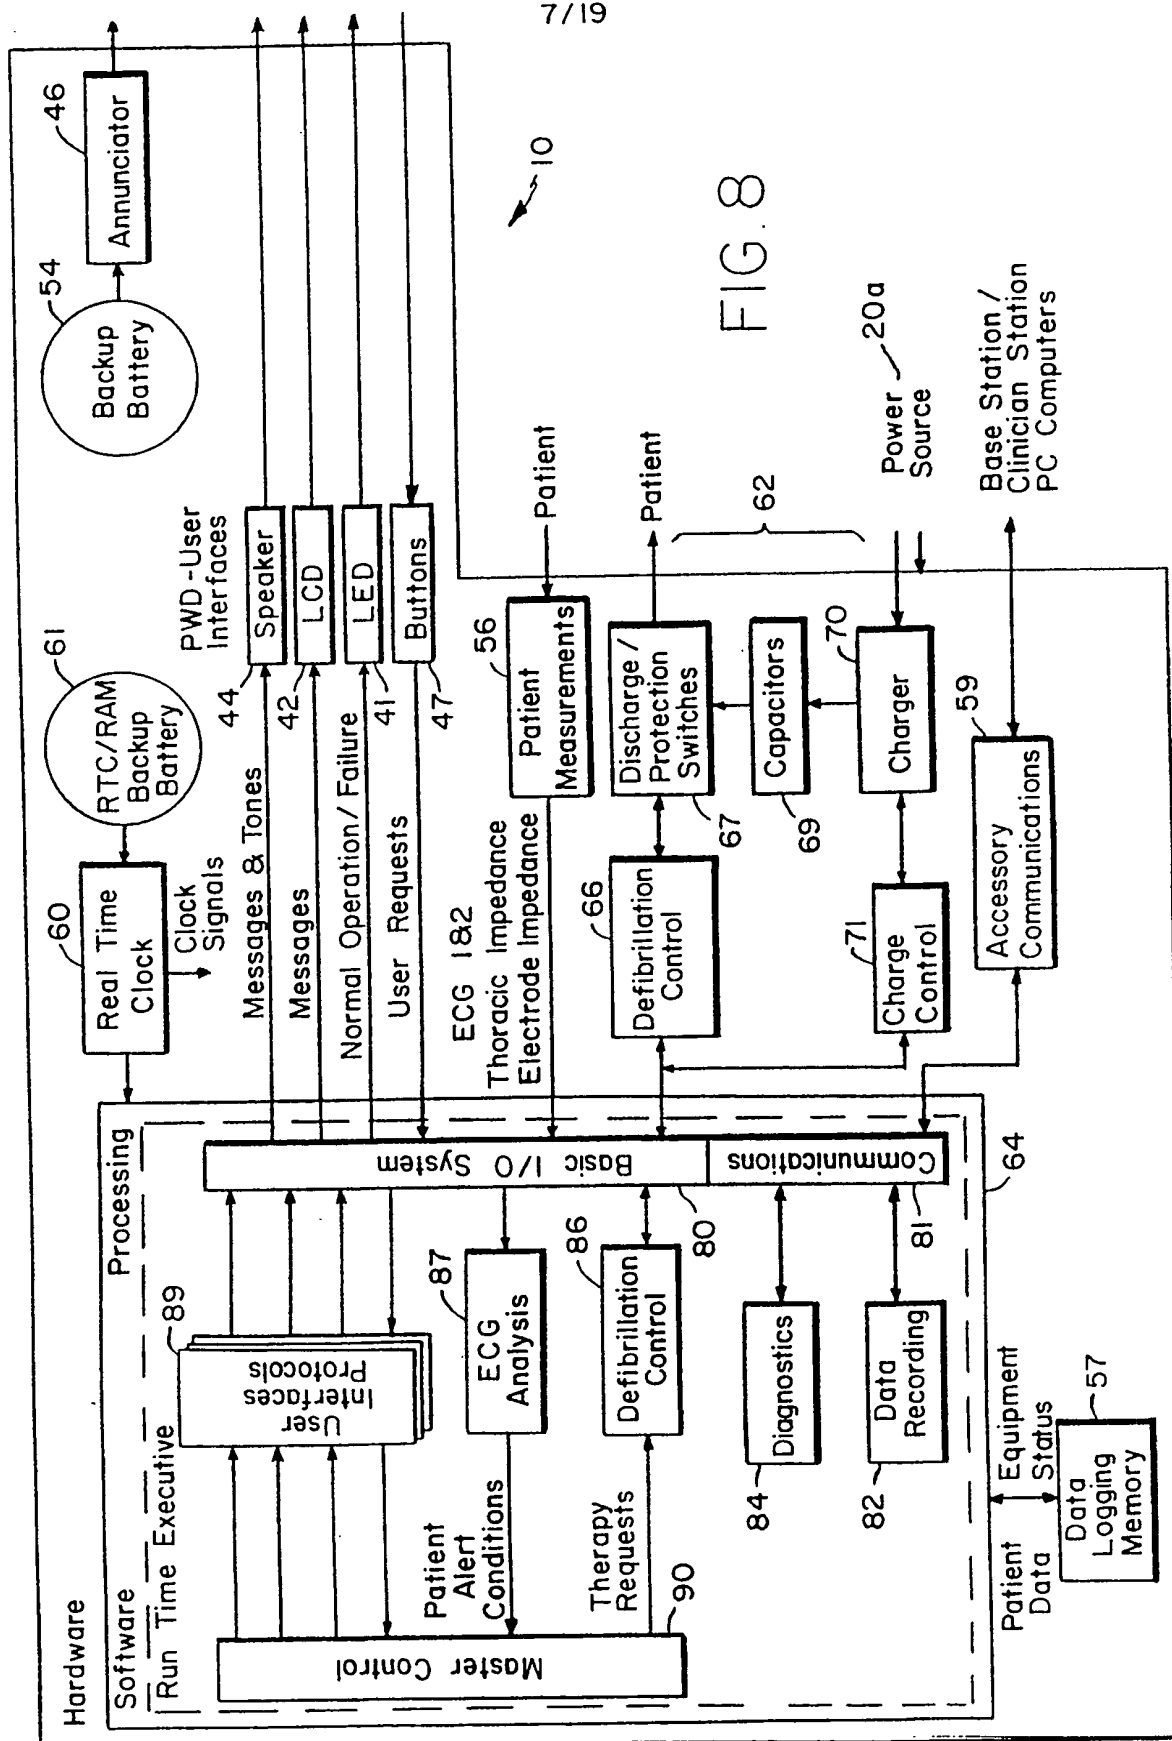 7/19
Hardware
Software
Processing
Run Time Executive
60
Real Time
Clock
Clock
Signals
61
RTC/RAM
Backup
Battery
54
Backup
Battery
46
Annunciator
PWD-User
Interfaces
Messages & Tones
44
Speaker
Messages
42
LCD
Normal Operation/Failure
41
LED
User Requests
47
Buttons
89
User
Interfaces
Protocols
Master Control
90
Basic I/O System
80
Communications
81
Patient
Alert
Conditions
87
ECG
Analysis
ECG 1&2
Thoracic Impedance
Electrode Impedance
56
Patient
Measurements
Patient
10
Therapy
Requests
86
Defibrillation
Control
66
Defibrillation
Control
67
Discharge/
Protection
Switches
Patient
62
69
Capacitors
FIG. 8
84
Diagnostics
82
Data
Recording
71
Charge
Control
70
Charger
Power
Source
20a
59
Accessory
Communications
Base Station/
Clinician Station
PC Computers
64
Patient
Data
Equipment
Status
57
Data
Logging
Memory